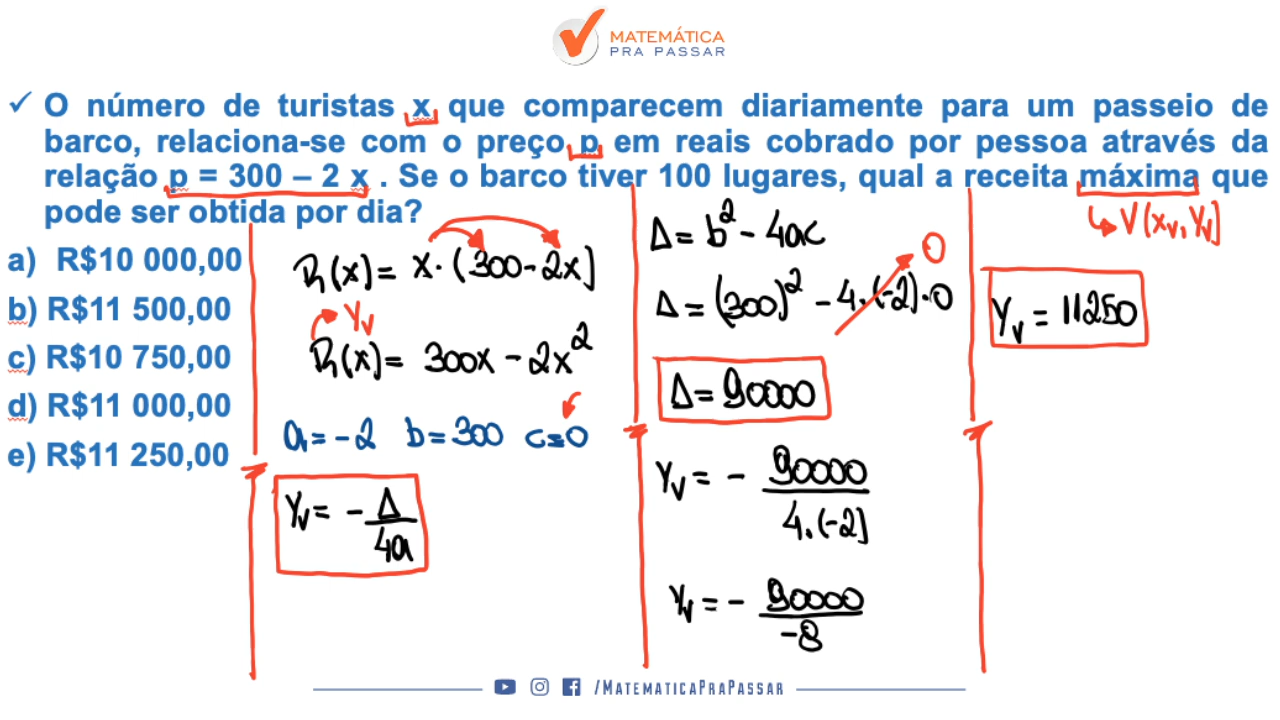 MATEMÁTICA
PRA PASSAR
✓ O número de turistas x que comparecem diariamente para um passeio de
barco, relaciona-se com o preço p em reais cobrado por pessoa através da
relação p = 300 – 2 x . Se o barco tiver 100 lugares, qual a receita máxima que
pode ser obtida por dia?
a) R$10 000,00
b) R$11 500,00
c) R$10 750,00
d) R$11 000,00
e) R$11 250,00
R(x) = x · (300 - 2x)
Yv
R(x) = 300x - 2x²
a = -2 b = 300 c = 0
Yv = - Δ/4a
Δ = b² - 4ac
Δ = (300)² - 4 · (-2) · 0
0
Δ = 90000
Yv = - 90000/4.(-2)
Yv = - 90000/-8
↳ V(Xv, Yv)
Yv = 11250
/MATEMATICAPRAPASSAR